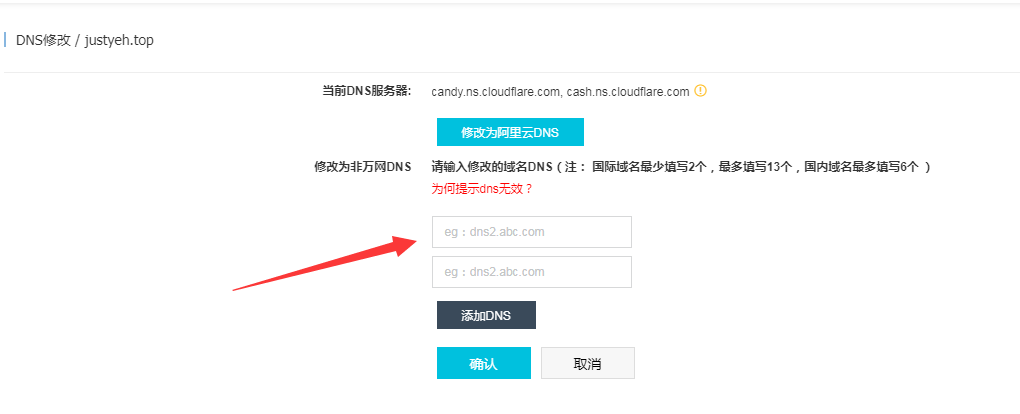 DNS修改 / justyeh.top
当前DNS服务器: candy.ns.cloudflare.com, cash.ns.cloudflare.com
修改为阿里云DNS
修改为非万网DNS 请输入修改的域名DNS ( 注： 国际域名最少填写2个，最多填写13个，国内域名最多填写6个 ）
为何提示dns无效？
eg：dns2.abc.com
eg：dns2.abc.com
添加DNS
确认 取消